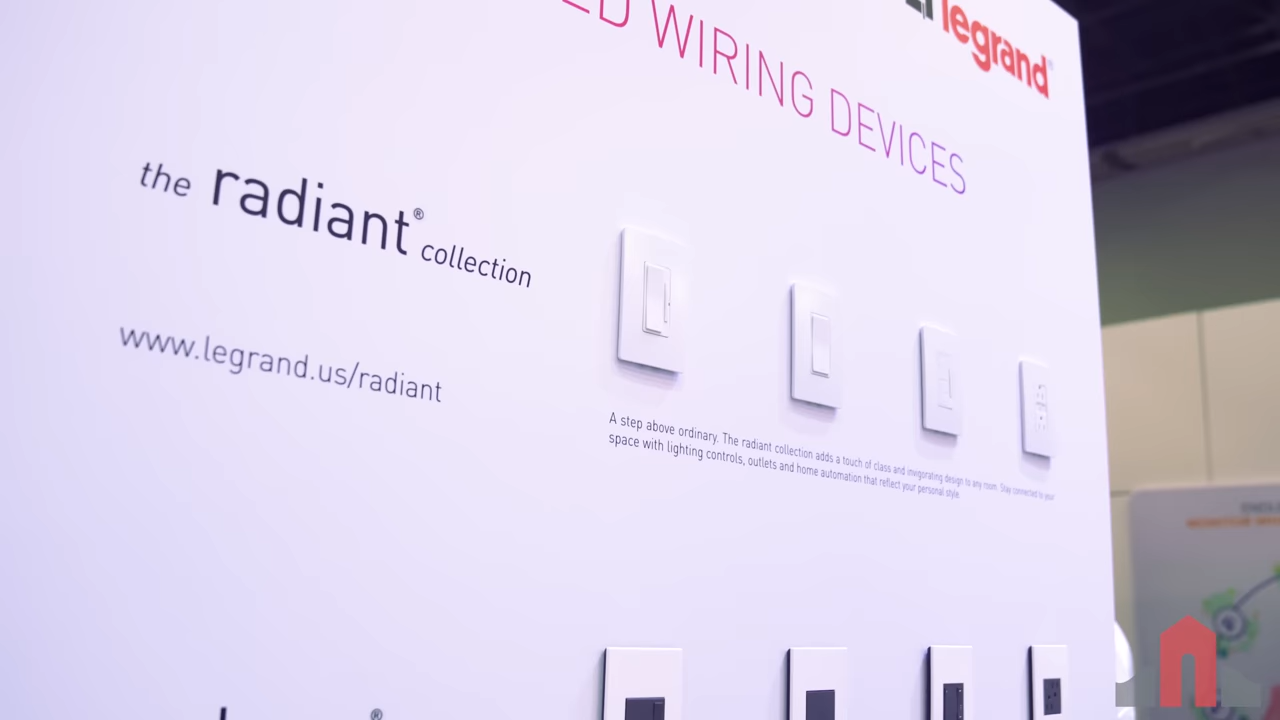 legrand®
ED WIRING DEVICES
the radiant® collection
www.legrand.us/radiant
A step above ordinary. The radiant collection adds a touch of class and invigorating design to any room. Stay connected to your
space with lighting controls, outlets and home automation that reflect your personal style.
®